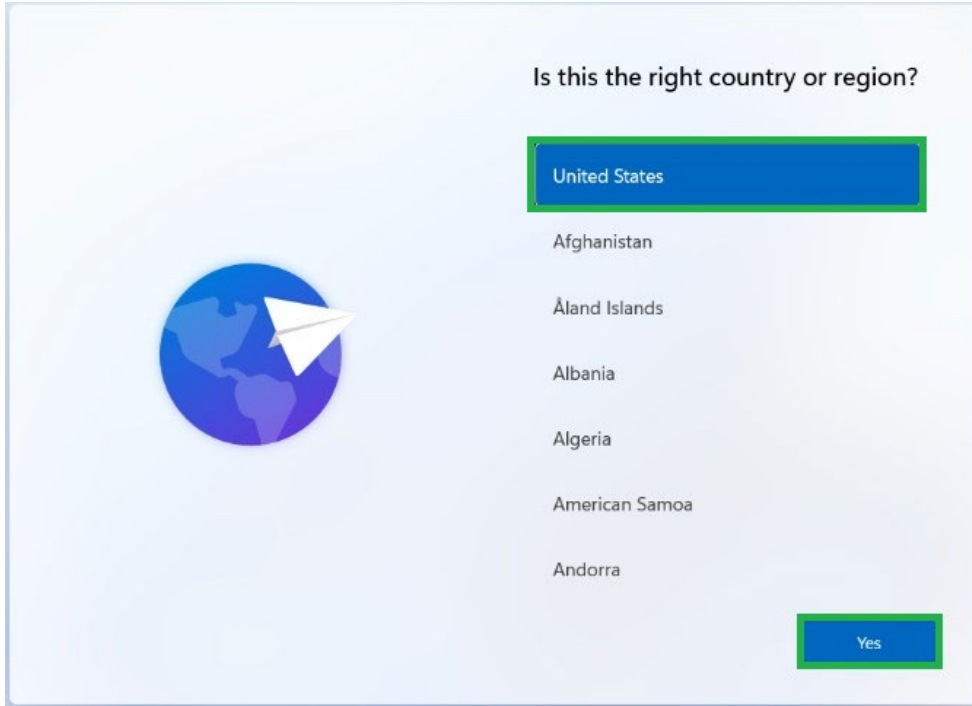 Is this the right country or region?
United States
Afghanistan
Åland Islands
Albania
Algeria
American Samoa
Andorra
Yes